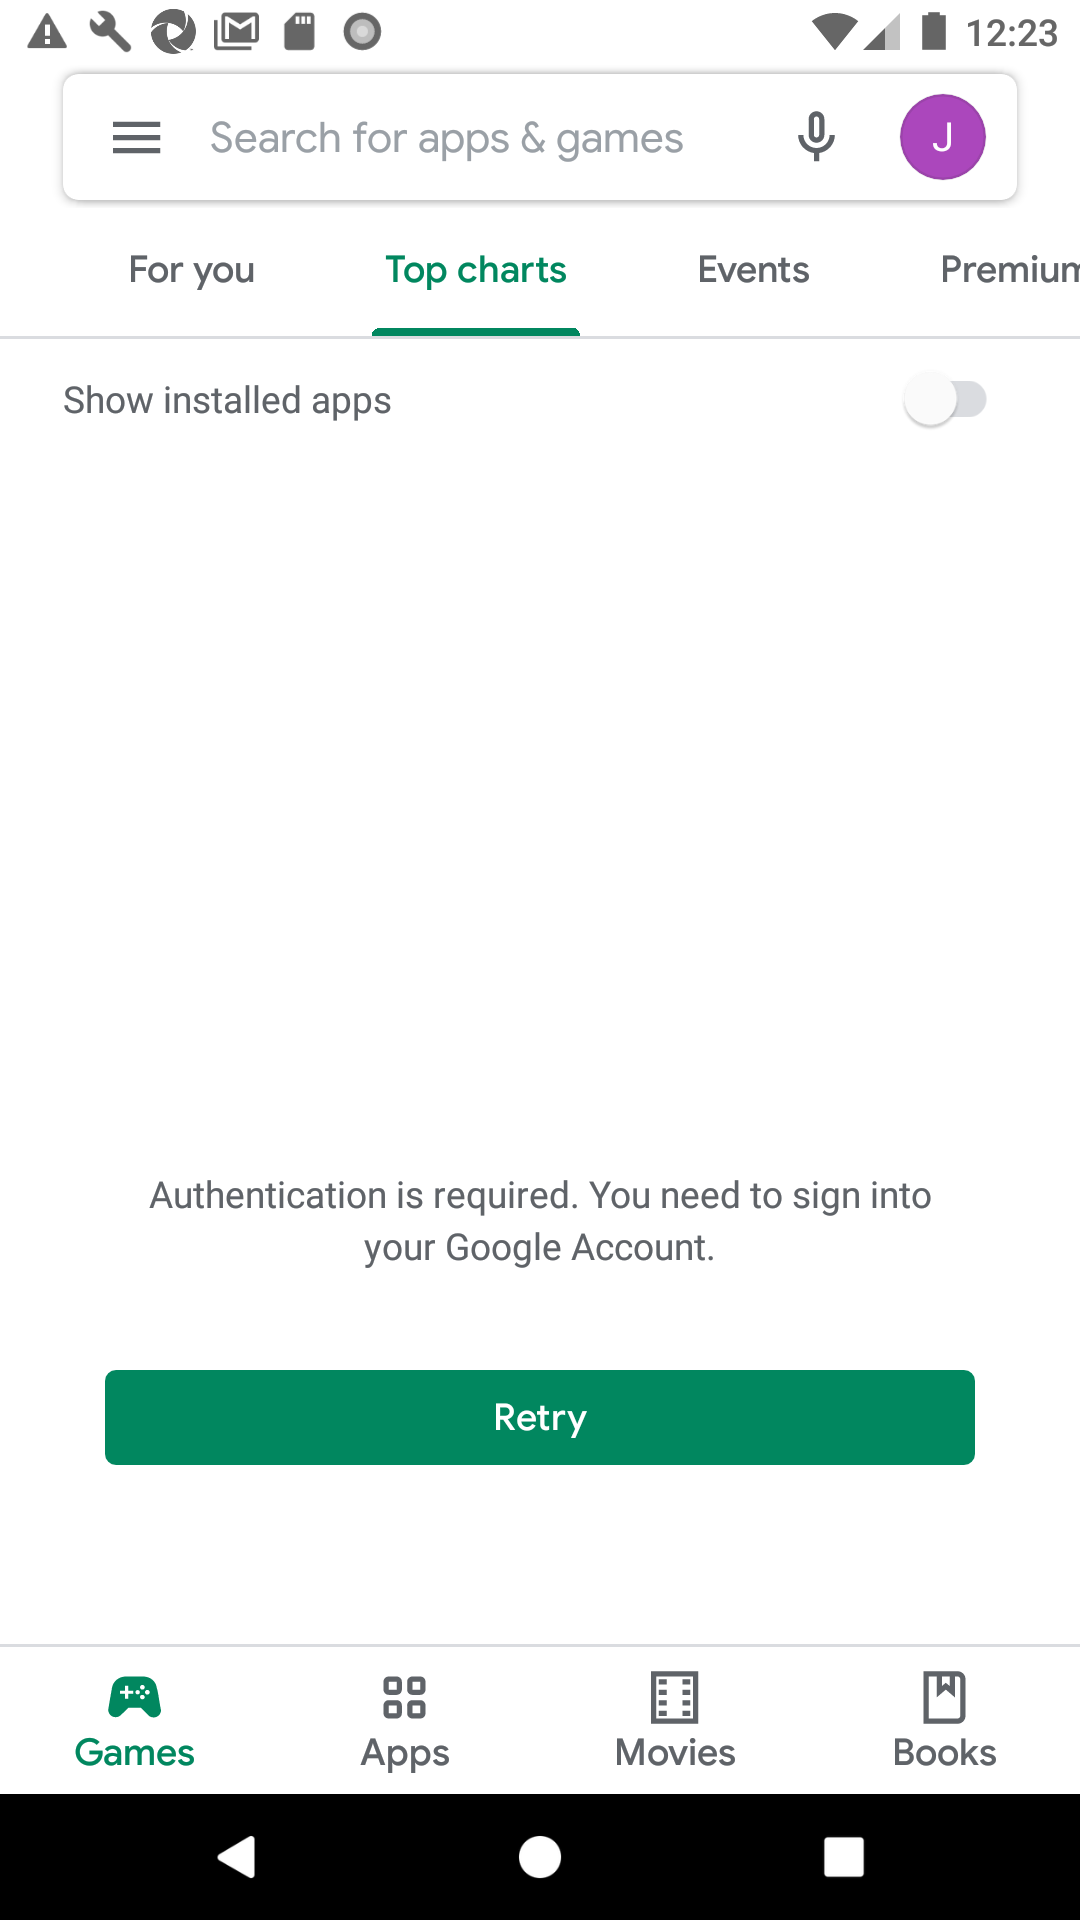 12:23
Search for apps & games
J
For you Top charts Events Premium
Show installed apps
Authentication is required. You need to sign into
your Google Account.
Retry
Games Apps Movies Books